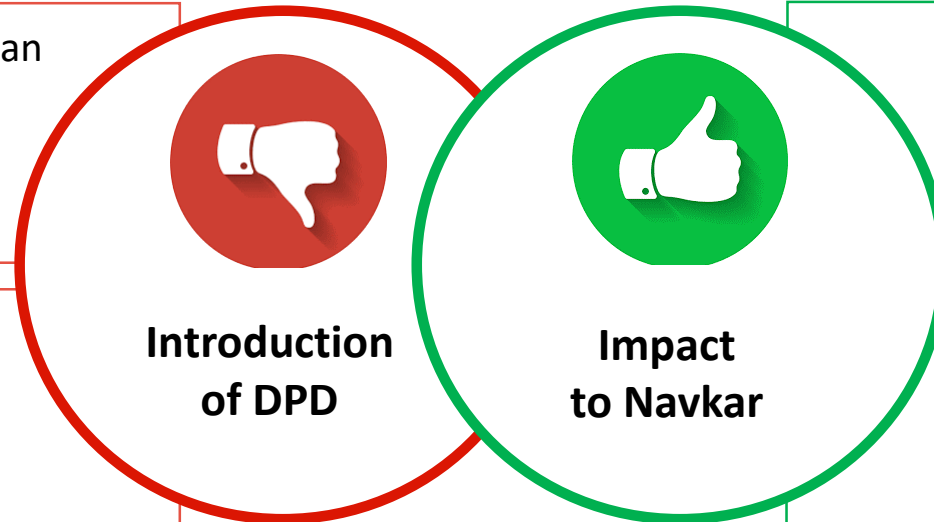 an
Introduction
of DPD
Impact
to Navkar